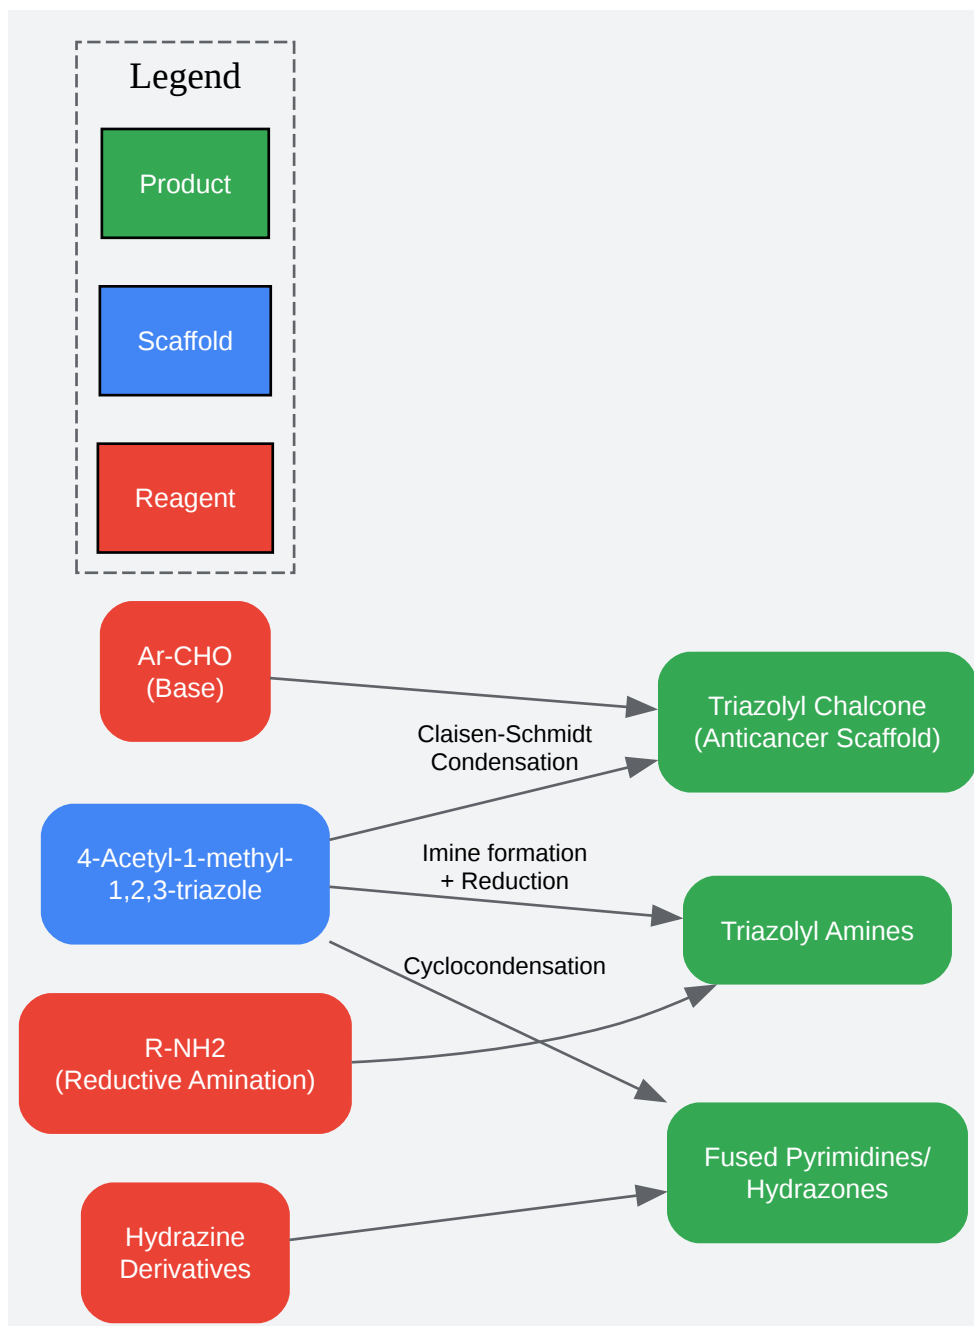 Legend
Product
Scaffold
Reagent
Ar-CHO
(Base)
Claisen-Schmidt
Condensation
Triazolyl Chalcone
(Anticancer Scaffold)
4-Acetyl-1-methyl-
1,2,3-triazole
Imine formation
+ Reduction
Triazolyl Amines
Cyclocondensation
R-NH2
(Reductive Amination)
Fused Pyrimidines/
Hydrazones
Hydrazine
Derivatives